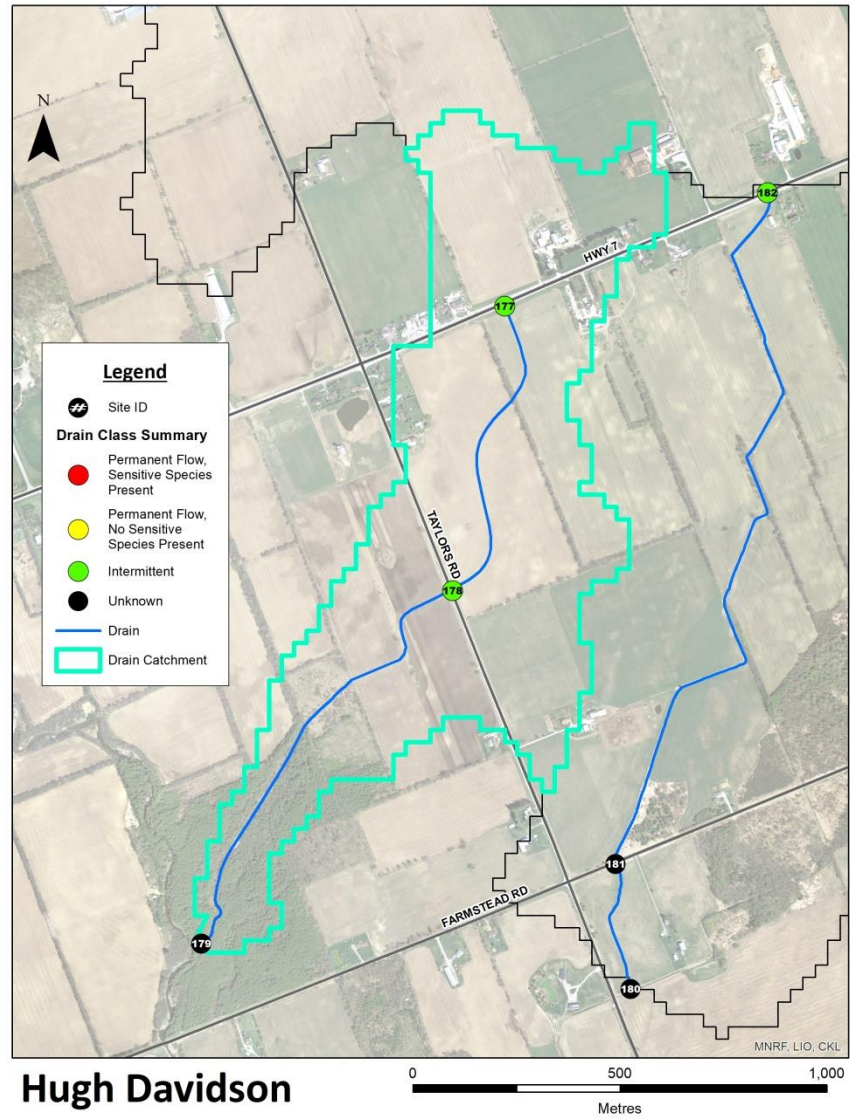 N
182
HWY 7
177
Legend
# Site ID
Drain Class Summary
Permanent Flow,
Sensitive Species
Present
Permanent Flow,
No Sensitive
Species Present
Intermittent
Unknown
Drain
Drain Catchment
TAYLORS RD
178
181
FARMSTEAD RD
179
180
MNRF, LIO, CKL
Hugh Davidson
0 500 1,000
Metres